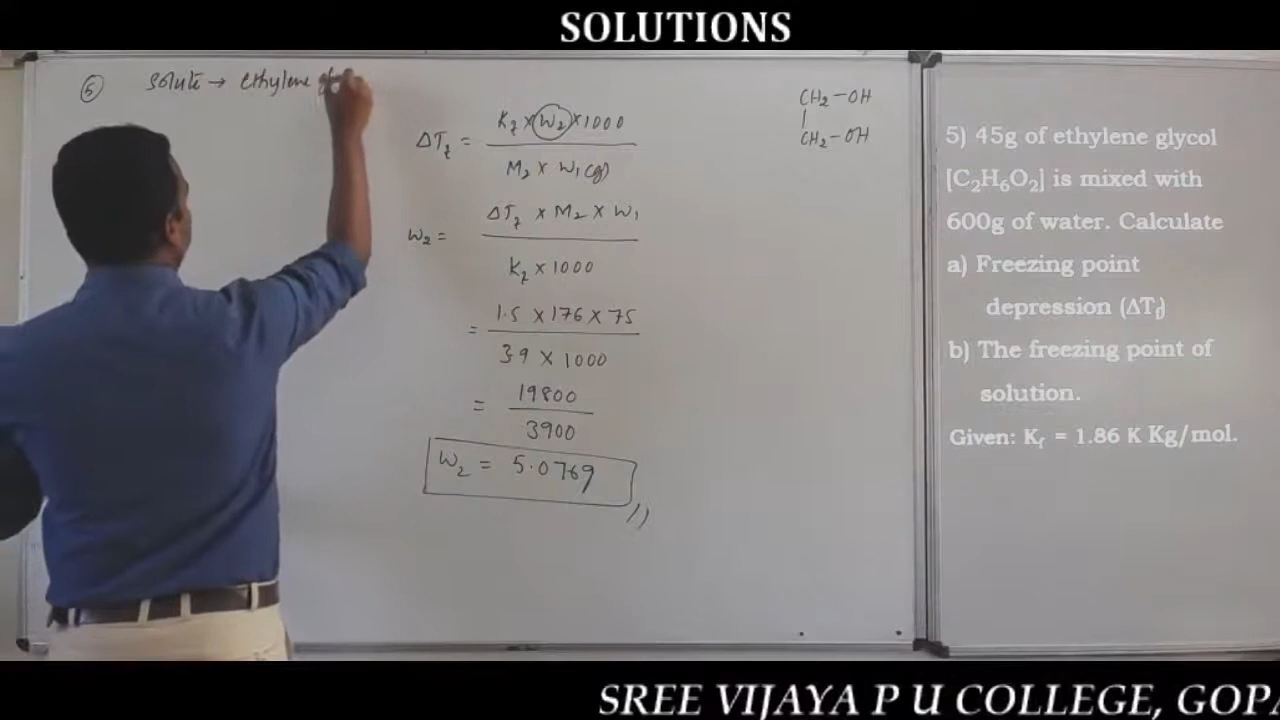 SOLUTIONS
5 solute → ethylene
ΔTf = Kf × W2 × 1000
M2 × W1(g)
W2 = ΔTf × M2 × W1
Kf × 1000
= 1.5 × 176 × 75
3.9 × 1000
= 19800
3900
W2 = 5.0769
CH2 – OH
|
CH2 – OH
5) 45g of ethylene glycol
[C₂H₆O₂] is mixed with
600g of water. Calculate
a) Freezing point
depression (ΔTf)
b) The freezing point of
solution.
Given: Kf = 1.86 K Kg/mol.
SREE VIJAYA P U COLLEGE, GOPA